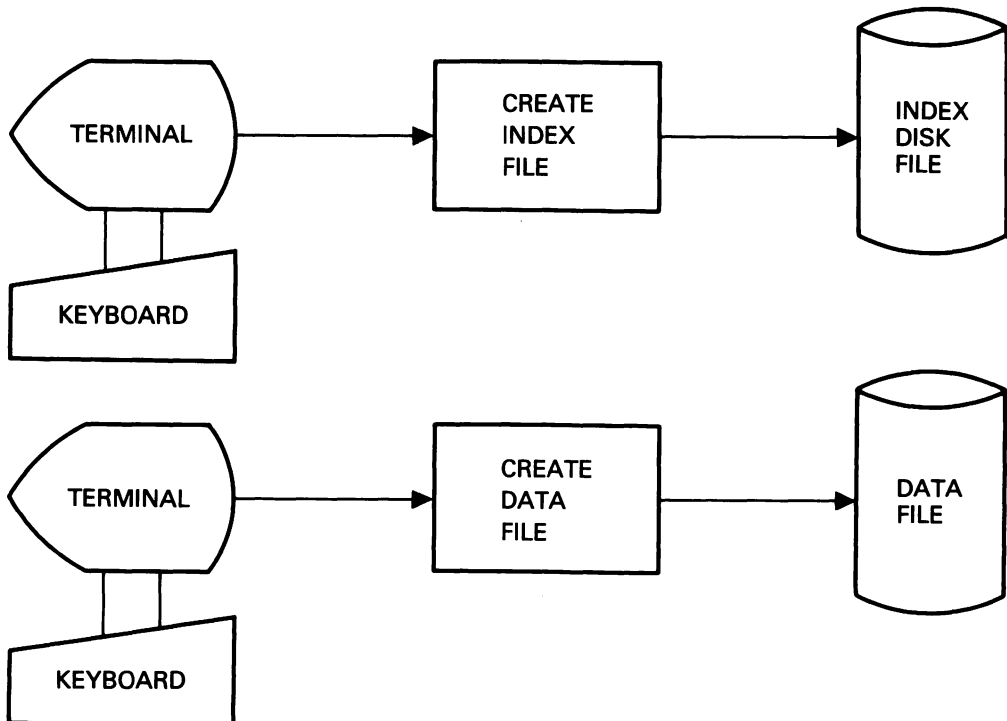 TERMINAL
CREATE
INDEX
FILE
INDEX
DISK
FILE
KEYBOARD
TERMINAL
CREATE
DATA
FILE
DATA
FILE
KEYBOARD